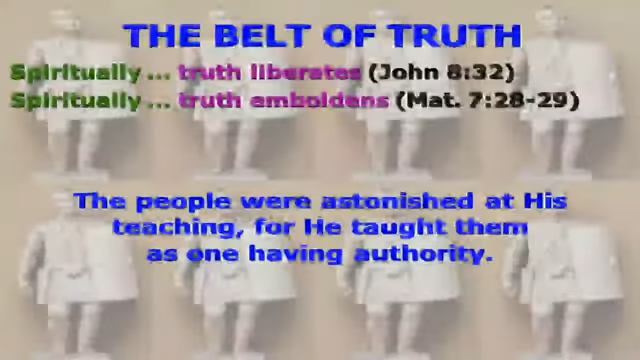 THE BELT OF TRUTH
Spiritually... truth liberates (John 8:32)
Spiritually... truth emboldens (Mat. 7:28-29)
The people were astonished at His
teaching, for He taught them
as one having authority.